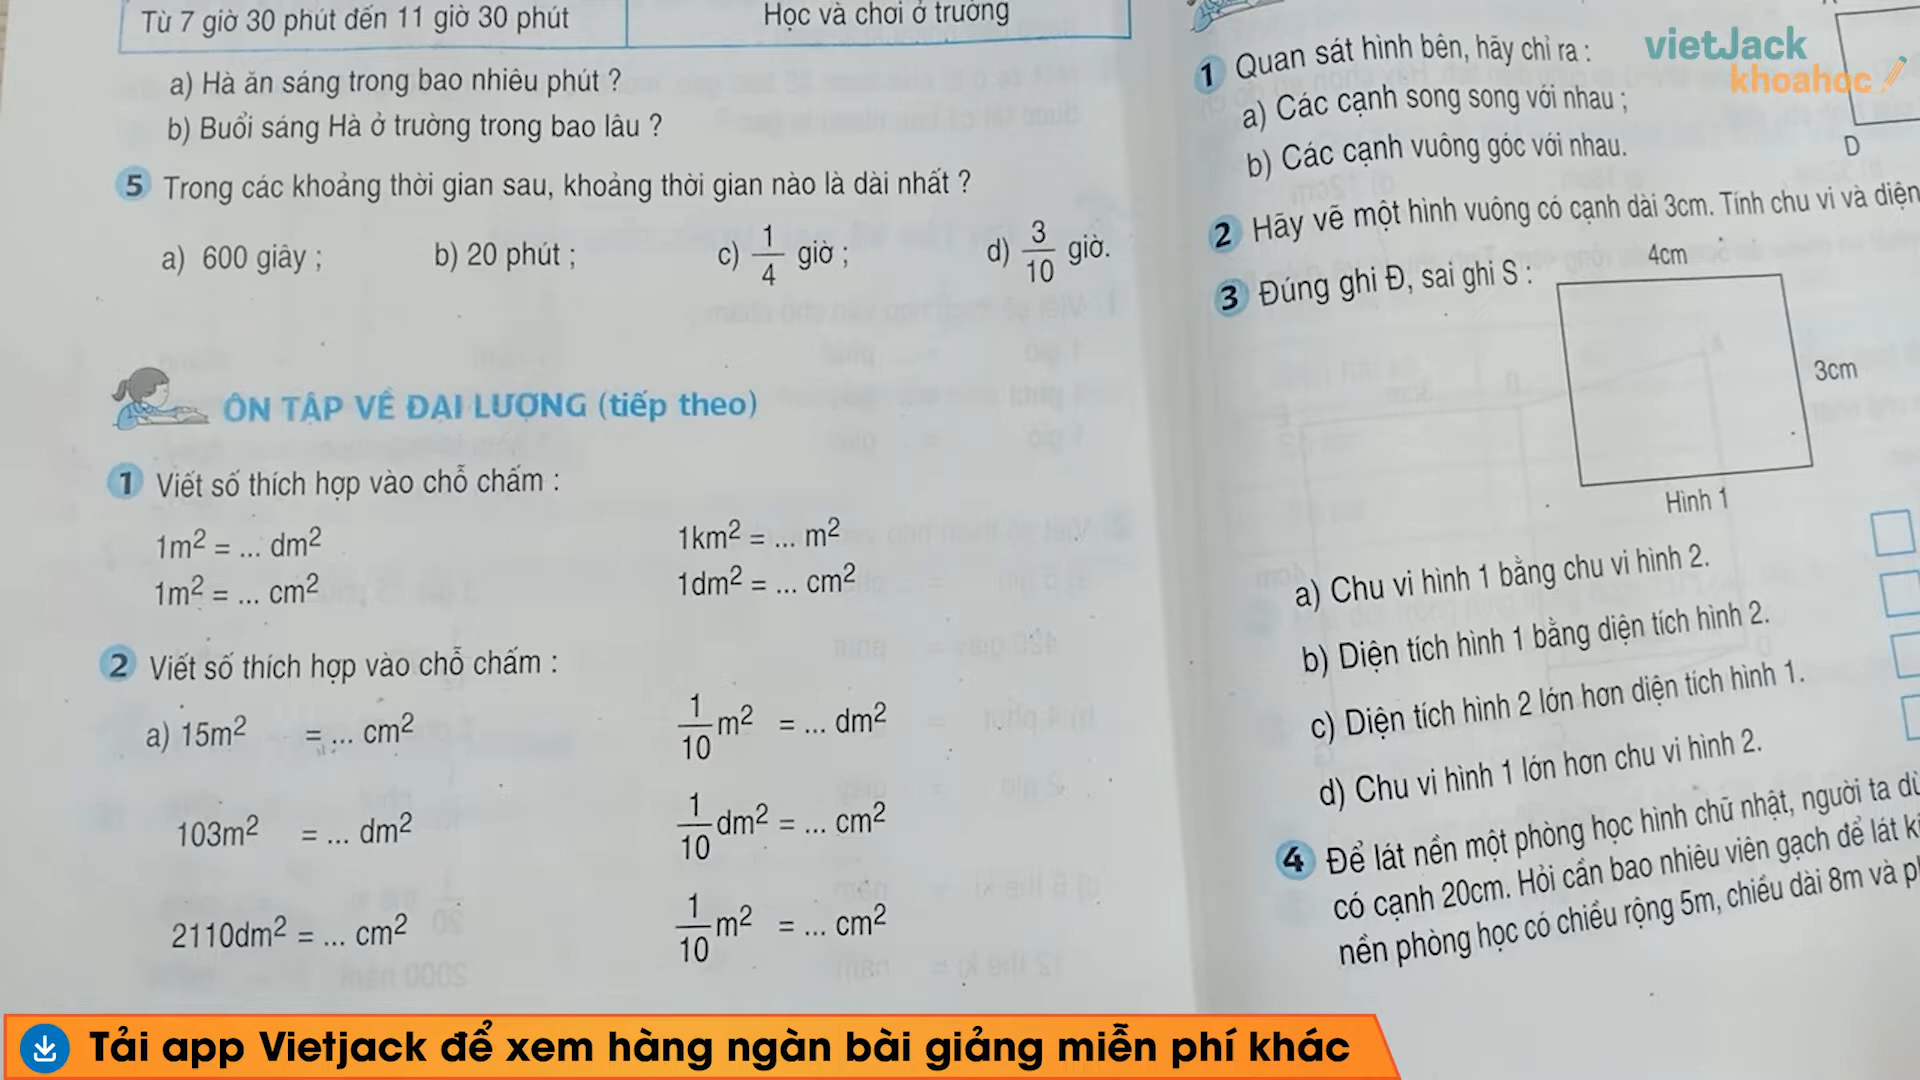 Từ 7 giờ 30 phút đến 11 giờ 30 phút
Học và chơi ở trường
a) Hà ăn sáng trong bao nhiêu phút ?
b) Buổi sáng Hà ở trường trong bao lâu ?
5 Trong các khoảng thời gian sau, khoảng thời gian nào là dài nhất ?
a) 600 giây ; b) 20 phút ; c) 1/4 giờ ; d) 3/10 giờ.
ÔN TẬP VỀ ĐẠI LƯỢNG (tiếp theo)
1 Viết số thích hợp vào chỗ chấm :
1m² = ... dm² 1km² = ... m²
1m² = ... cm² 1dm² = ... cm²
2 Viết số thích hợp vào chỗ chấm :
a) 15m² = ... cm² 1/10 m² = ... dm²
103m² = ... dm² 1/10 dm² = ... cm²
2110dm² = ... cm² 1/10 m² = ... cm²
vietJack
khoahoc
1 Quan sát hình bên, hãy chỉ ra :
a) Các cạnh song song với nhau ;
b) Các cạnh vuông góc với nhau.
D
2 Hãy vẽ một hình vuông có cạnh dài 3cm. Tính chu vi và diện
3 Đúng ghi Đ, sai ghi S :
4cm
3cm
Hình 1
a) Chu vi hình 1 bằng chu vi hình 2.
b) Diện tích hình 1 bằng diện tích hình 2.
c) Diện tích hình 2 lớn hơn diện tích hình 1.
d) Chu vi hình 1 lớn hơn chu vi hình 2.
4 Để lát nền một phòng học hình chữ nhật, người ta
có cạnh 20cm. Hỏi cần bao nhiêu viên gạch để lát
nền phòng học có chiều rộng 5m, chiều dài 8m và
Tải app Vietjack để xem hàng ngàn bài giảng miễn phí khác